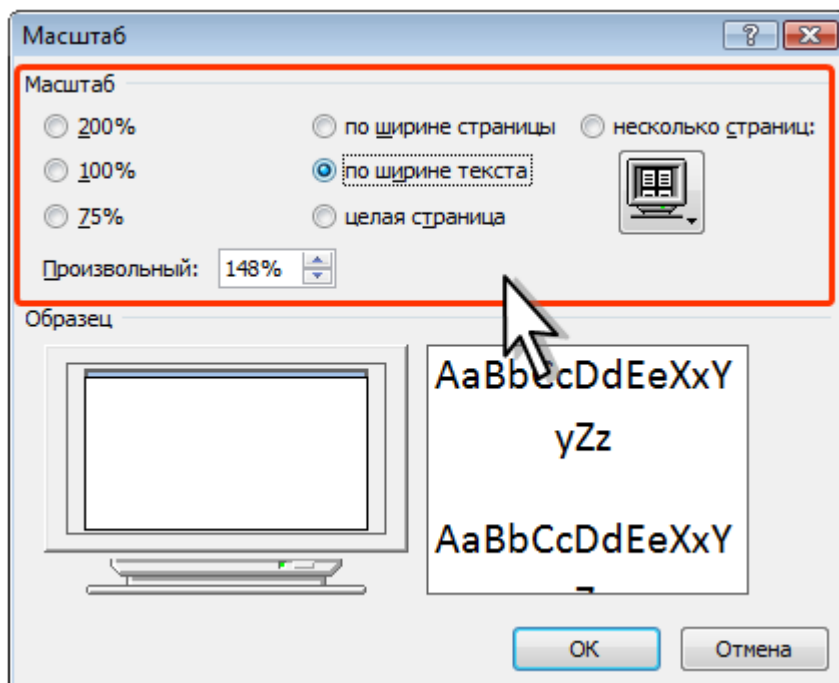 Масштаб
Масштаб
200% по ширине страницы несколько страниц:
100% по ширине текста
75% целая страница
Произвольный: 148%
Образец
AaBbCcDdEeXxY
yZz
AaBbCcDdEeXxY
ОК Отмена